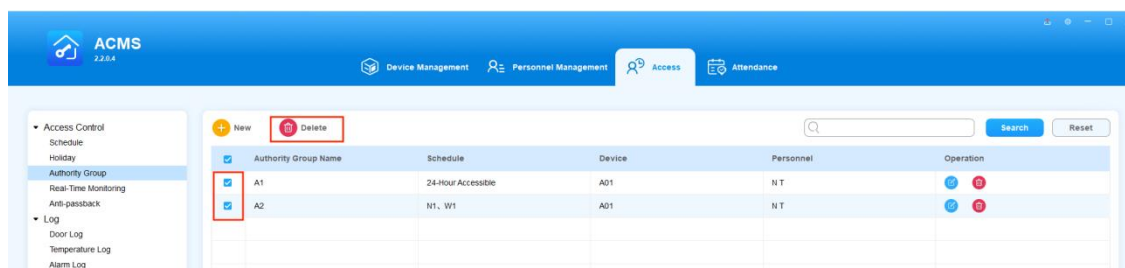 ACMS
2.2.0.4
Device Management Personnel Management Access Attendance
Access Control
Schedule
Holiday
Authority Group
Real-Time Monitoring
Anti-passback
Log
Door Log
Temperature Log
Alarm Log
New Delete Search Reset
Authority Group Name Schedule Device Personnel Operation
A1 24-Hour Accessible A01 N T
A2 N1、W1 A01 N T